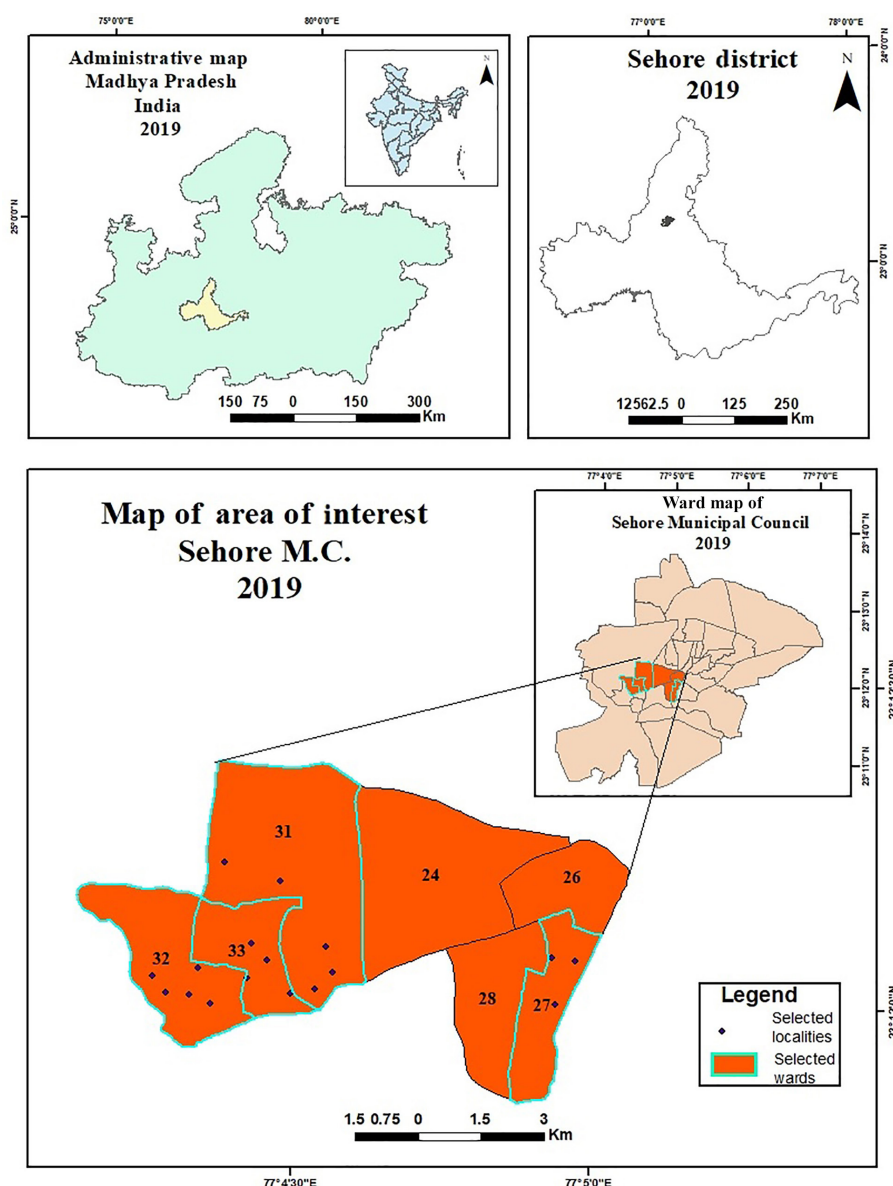 75°0'0"E
80°0'0"E
25°0'0"N
Administrative map
Madhya Pradesh
India
2019
N
150 75 0 150 300
Km
77°0'0"E
78°0'0"E
24°0'0"N
23°0'0"N
Sehore district
2019
N
12562.5 0 125 250
Km
77°4'0"E 77°5'0"E 77°6'0"E 77°7'0"E
Map of area of interest
Sehore M.C.
2019
Ward map of
Sehore Municipal Council
2019
23°14'0"N
23°13'0"N
23°12'0"N
23°11'0"N
31
24
26
32
33
28
27
Legend
Selected
localities
Selected
wards
1.5 0.75 0 1.5 3
Km
77°4'30"E
77°5'0"E